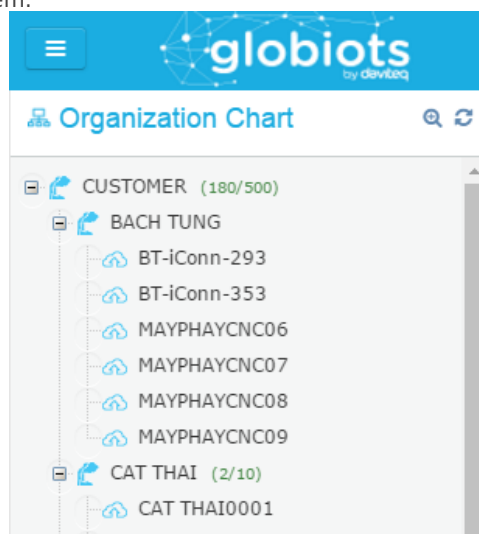 em.
globiots
by daviteq
Organization Chart
CUSTOMER (180/500)
BACH TUNG
BT-iConn-293
BT-iConn-353
MAYPHAYCNC06
MAYPHAYCNC07
MAYPHAYCNC08
MAYPHAYCNC09
CAT THAI (2/10)
CAT THAI0001